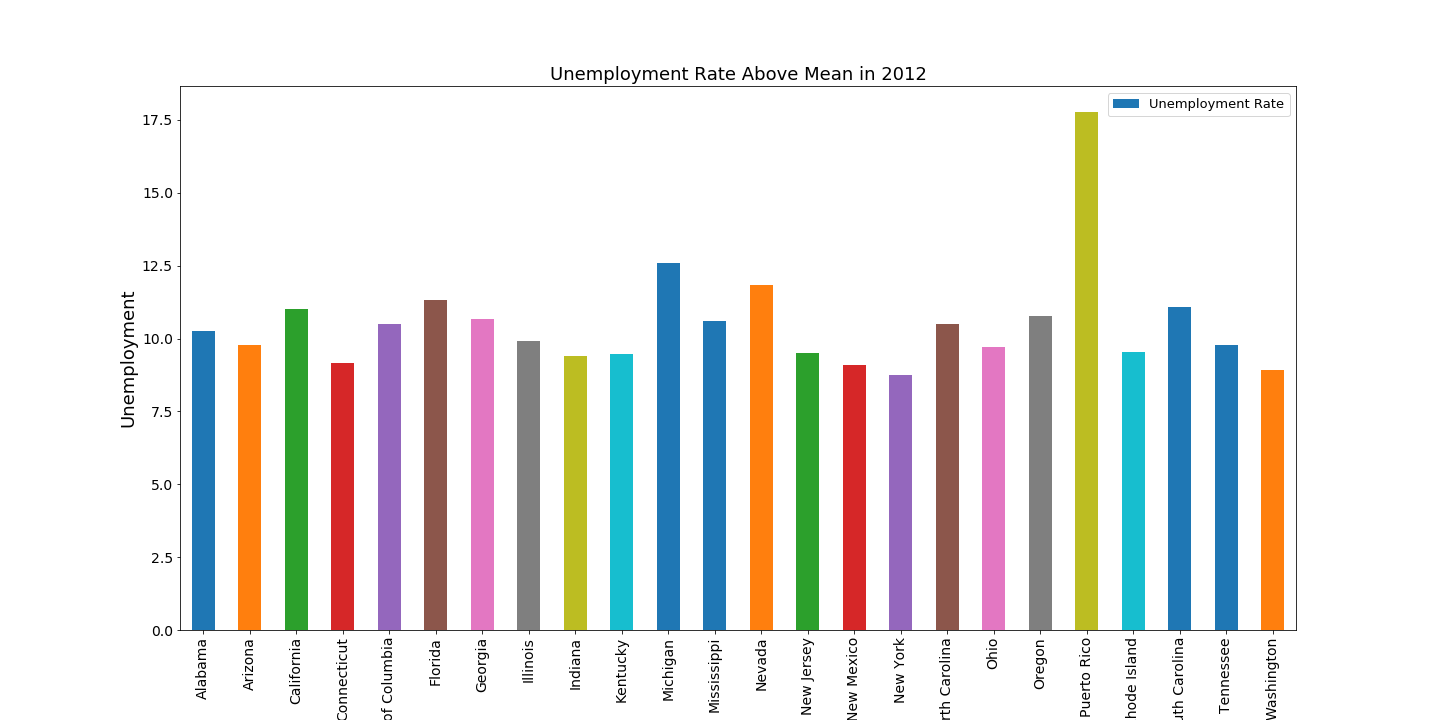 Unemployment Rate Above Mean in 2012
Unemployment Rate
Unemployment
17.5
15.0
12.5
10.0
7.5
5.0
2.5
0.0
Alabama
Arizona
California
Connecticut
of Columbia
Florida
Georgia
Illinois
Indiana
Kentucky
Michigan
Mississippi
Nevada
New Jersey
New Mexico
New York
rth Carolina
Ohio
Oregon
Puerto Rico
hode Island
uth Carolina
Tennessee
Washington